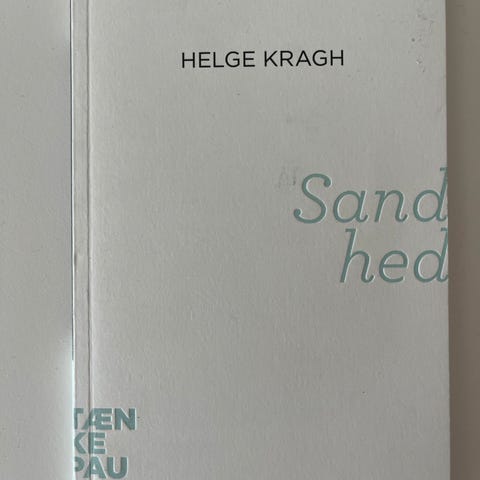 HELGE KRAGH
Sand
hed
TÆN
KE
PAU